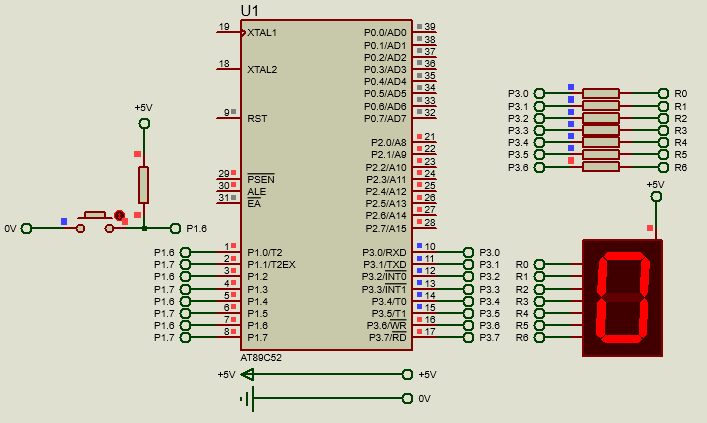 U1
19 XTAL1 P0.0/AD0 39
P0.1/AD1 38
P0.2/AD2 37
18 XTAL2 P0.3/AD3 36
P0.4/AD4 35
P0.5/AD5 34
P0.6/AD6 33
9 RST P0.7/AD7 32
P2.0/A8 21
P2.1/A9 22
P2.2/A10 23
29 PSEN P2.3/A11 24
30 ALE P2.4/A12 25
31 EA P2.5/A13 26
P2.6/A14 27
P2.7/A15 28
P1.6 1 P1.0/T2 P3.0/RXD 10 P3.0
P1.7 2 P1.1/T2EX P3.1/TXD 11 P3.1
P1.6 3 P1.2 P3.2/INT0 12 P3.2
P1.7 4 P1.3 P3.3/INT1 13 P3.3
P1.6 5 P1.4 P3.4/T0 14 P3.4
P1.7 6 P1.5 P3.5/T1 15 P3.5
P1.6 7 P1.6 P3.6/WR 16 P3.6
P1.7 8 P1.7 P3.7/RD 17 P3.7
AT89C52
+5V +5V
0V
+5V
0V P1.6
P3.0 R0
P3.1 R1
P3.2 R2
P3.3 R3
P3.4 R4
P3.5 R5
P3.6 R6
+5V
R0
R1
R2
R3
R4
R5
R6
0